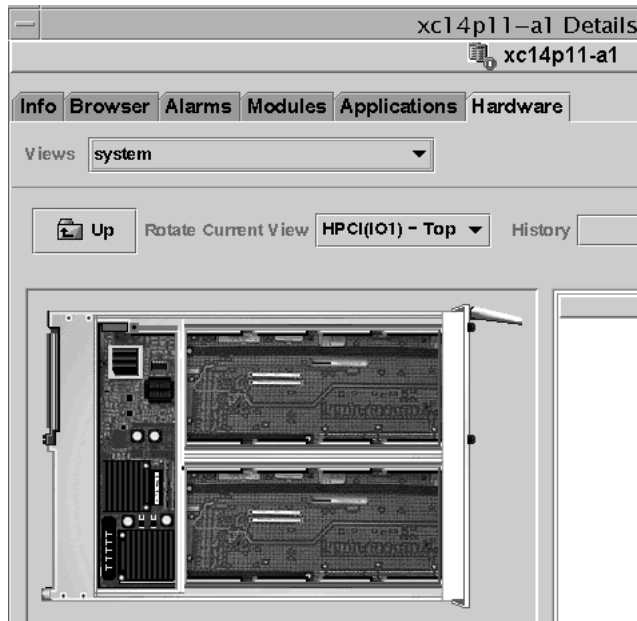 xc14p11-a1 Details
xc14p11-a1
Info Browser Alarms Modules Applications Hardware
Views system
Up Rotate Current View HPCI(IO1) - Top History